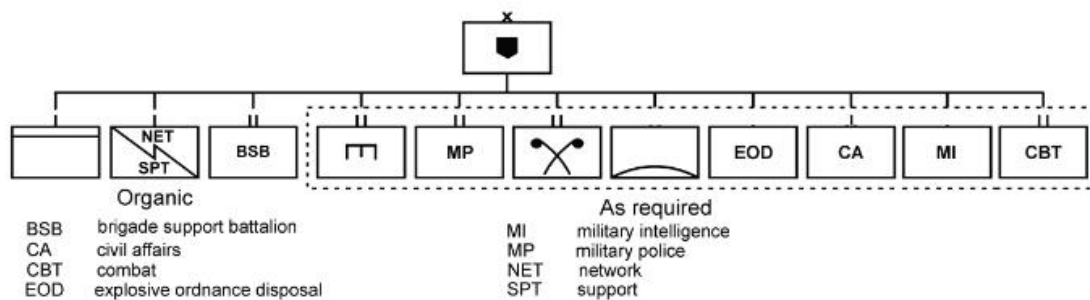 X
NET
SPT
BSB
MP
EOD
CA
MI
CBT
Organic
As required
BSB brigade support battalion
CA civil affairs
CBT combat
EOD explosive ordnance disposal
MI military intelligence
MP military police
NET network
SPT support